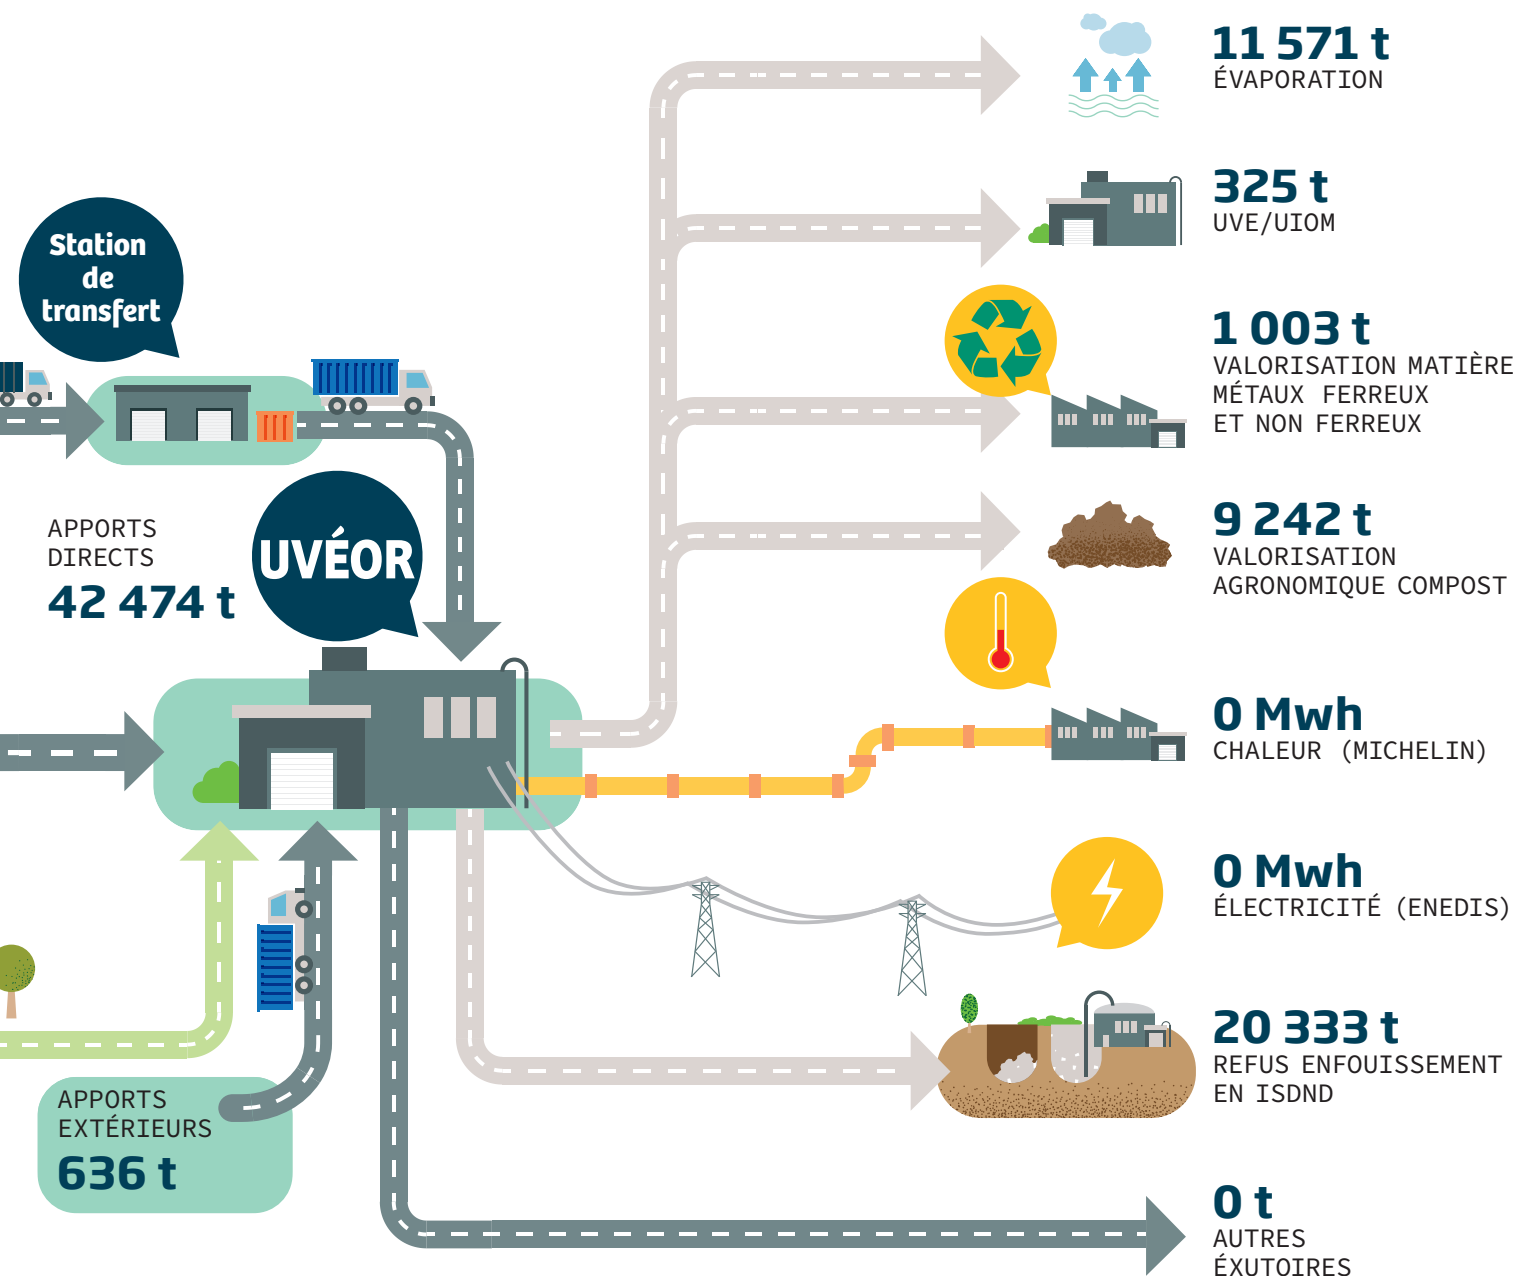 11 571 t
ÉVAPORATION
325 t
UVE/UIOM
Station
de
transfert
1 003 t
VALORISATION MATIÈRE
MÉTAUX FERREUX
ET NON FERREUX
APPORTS
DIRECTS
42 474 t
UVÉOR
9 242 t
VALORISATION
AGRONOMIQUE COMPOST
0 Mwh
CHALEUR (MICHELIN)
0 Mwh
ÉLECTRICITÉ (ENEDIS)
20 333 t
REFUS ENFOUISSEMENT
EN ISDND
APPORTS
EXTÉRIEURS
636 t
0 t
AUTRES
ÉXUTOIRES